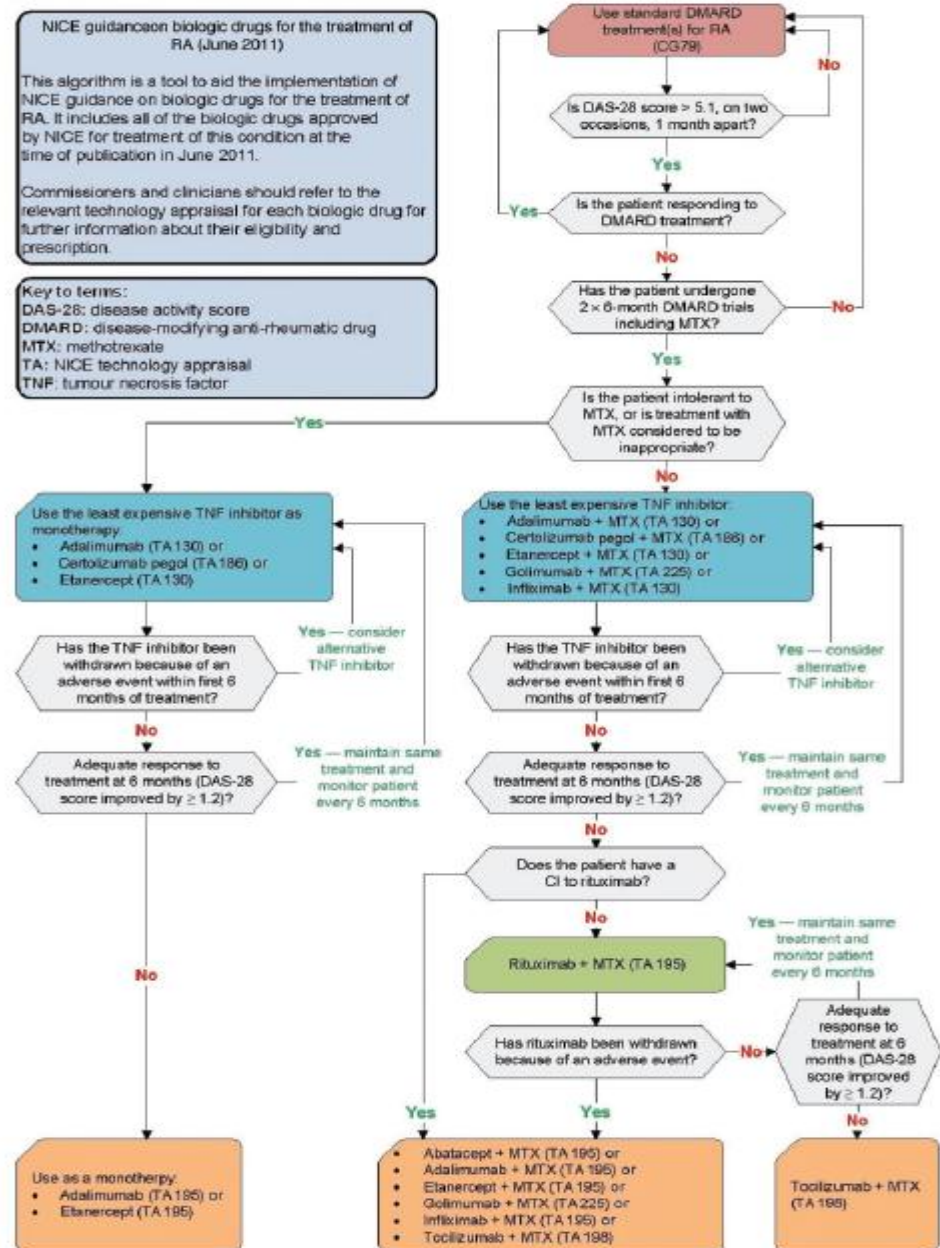 NICE guidanceon biologic drugs for the treatment of
RA (June 2011)
This algorithm is a tool to aid the implementation of
NICE guidance on biologic drugs for the treatment of
RA. It includes all of the biologic drugs approved
by NICE for treatment of this condition at the
time of publication in June 2011.
Commissioners and clinicians should refer to the
relevant technology appraisal for each biologic drug for
further information about their eligibility and
prescription.
Key to terms:
DAS-28: disease activity score
DMARD: disease-modifying anti-rheumatic drug
MTX: methotrexate
TA: NICE technology appraisal
TNF: tumour necrosis factor
Use standard DMARD
treatment(s) for RA
(CG79)
No
Is DAS-28 score > 5.1, on two
occasions, 1 month apart?
Yes
Is the patient responding to
DMARD treatment?
Yes
No
Has the patient undergone
2 × 6-month DMARD trials
including MTX?
No
Yes
Is the patient intolerant to
MTX, or is treatment with
MTX considered to be
inappropriate?
Yes
No
Use the least expensive TNF inhibitor as
monotherapy:
• Adalimumab (TA 130) or
• Certolizumab pegol (TA 186) or
• Etanercept (TA 130)
Has the TNF inhibitor been
withdrawn because of an
adverse event within first 6
months of treatment?
Yes — consider
alternative
TNF inhibitor
No
Adequate response to
treatment at 6 months (DAS-28
score improved by ≥ 1.2)?
Yes — maintain same
treatment and
monitor patient
every 6 months
No
Use as a monotherpy:
• Adalimumab (TA 195) or
• Etanercept (TA 195)
Use the least expensive TNF inhibitor:
• Adalimumab + MTX (TA 130) or
• Certolizumab pegol + MTX (TA 186) or
• Etanercept + MTX (TA 130) or
• Golimumab + MTX (TA 225) or
• Infliximab + MTX (TA 130)
Has the TNF inhibitor been
withdrawn because of an
adverse event within first 6
months of treatment?
Yes — consider
alternative
TNF inhibitor
No
Adequate response to
treatment at 6 months (DAS-28
score improved by ≥ 1.2)?
Yes — maintain same
treatment and
monitor patient
every 6 months
No
Does the patient have a
CI to rituximab?
No
Rituximab + MTX (TA 195)
Yes — maintain same
treatment and
monitor patient
every 6 months
Has rituximab been withdrawn
because of an adverse event?
No
Adequate
response to
treatment at 6
months (DAS-28
score improved
by ≥ 1.2)?
Yes
Yes
No
• Abatacept + MTX (TA 195) or
• Adalimumab + MTX (TA 195) or
• Etanercept + MTX (TA 195) or
• Golimumab + MTX (TA 225) or
• Infliximab + MTX (TA 195) or
• Tocilizumab + MTX (TA 198)
Tocilizumab + MTX
(TA 198)